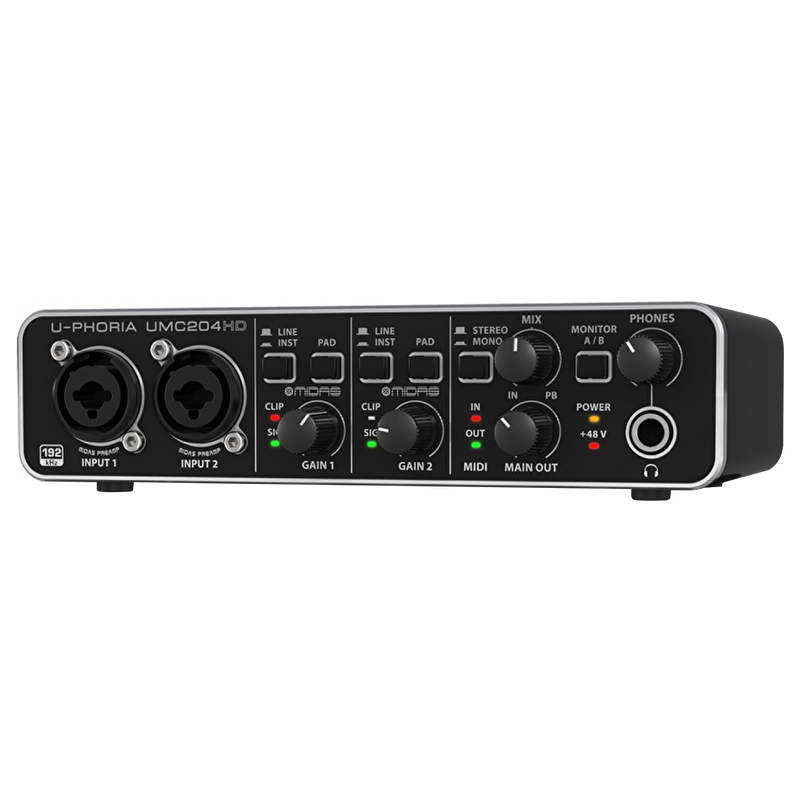 U-PHORIA UMC204HD
MIDAS PREAMP
INPUT 1
MIDAS PREAMP
INPUT 2
192
kHz
LINE
INST
PAD
MIDAS
CLIP
SIG
GAIN 1
LINE
INST
PAD
MIDAS
CLIP
SIG
GAIN 2
STEREO
MONO
MIX
IN PB
IN
OUT
MIDI
MAIN OUT
MONITOR
A / B
POWER
+48 V
PHONES